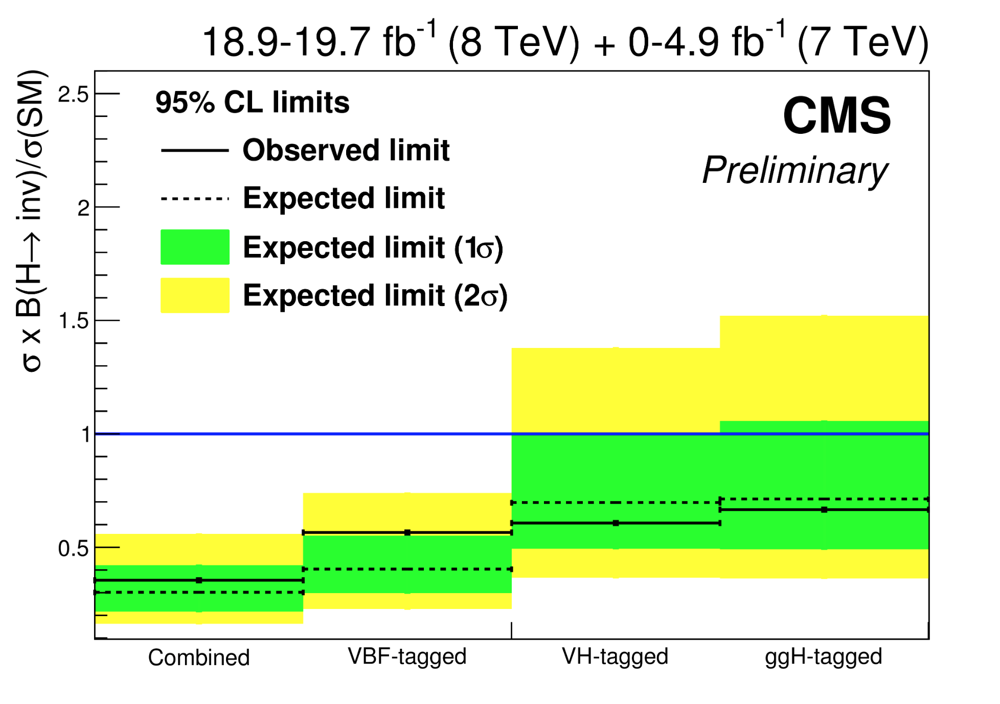 18.9-19.7 fb⁻¹ (8 TeV) + 0-4.9 fb⁻¹ (7 TeV)
σ x B(H→ inv)/σ(SM)
95% CL limits
Observed limit
Expected limit
Expected limit (1σ)
Expected limit (2σ)
CMS
Preliminary
2.5
2
1.5
1
0.5
Combined
VBF-tagged
VH-tagged
ggH-tagged